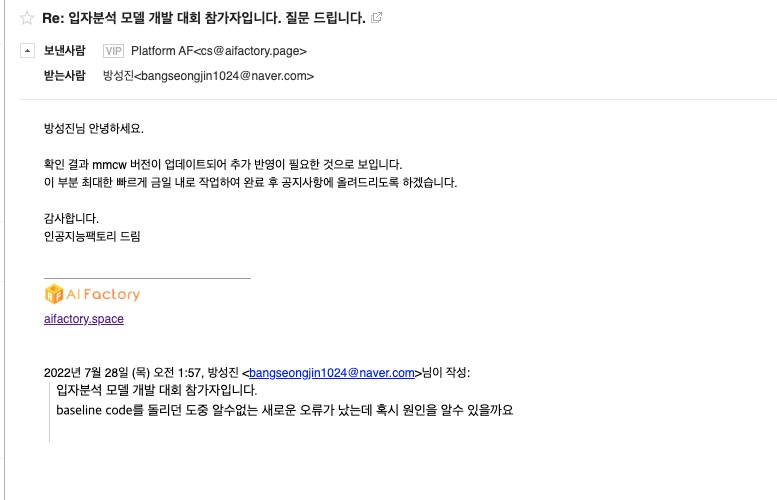 Re: 입자분석 모델 개발 대회 참가자입니다. 질문 드립니다.
보낸사람 VIP Platform AF<cs@aifactory.page>
받는사람 방성진<bangseongjin1024@naver.com>
방성진님 안녕하세요.
확인 결과 mmcw 버전이 업데이트되어 추가 반영이 필요한 것으로 보입니다.
이 부분 최대한 빠르게 금일 내로 작업하여 완료 후 공지사항에 올려드리도록 하겠습니다.
감사합니다.
인공지능팩토리 드림
AI Factory
aifactory.space
2022년 7월 28일 (목) 오전 1:57, 방성진 <bangseongjin1024@naver.com>님이 작성:
입자분석 모델 개발 대회 참가자입니다.
baseline code를 돌리던 도중 알수없는 새로운 오류가 났는데 혹시 원인을 알수 있을까요